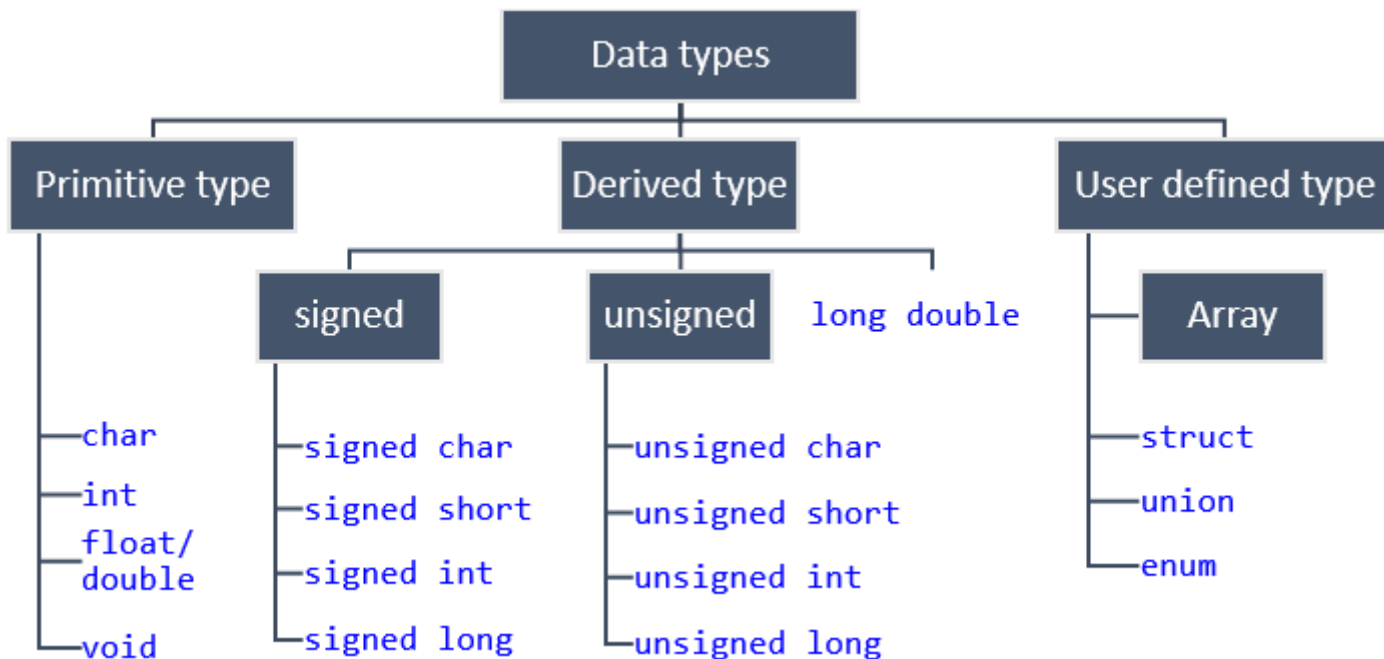 Data types
Primitive type
Derived type
User defined type
signed
unsigned
long double
Array
char
int
float/
double
void
signed char
signed short
signed int
signed long
unsigned char
unsigned short
unsigned int
unsigned long
struct
union
enum